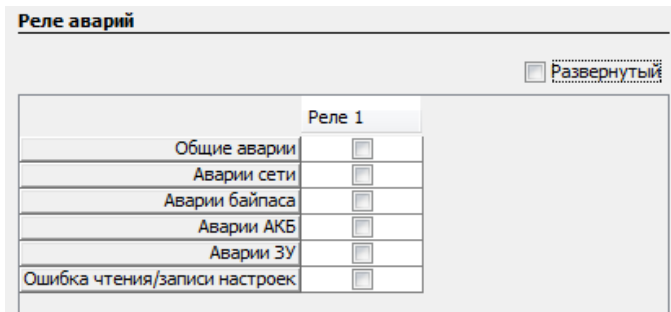 Реле аварий
Развернутый
Реле 1
Общие аварии
Аварии сети
Аварии байпаса
Аварии АКБ
Аварии ЗУ
Ошибка чтения/записи настроек